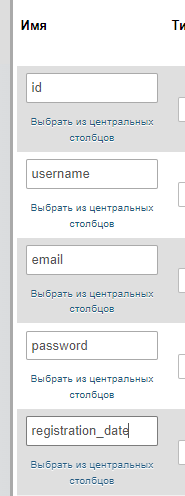 Имя Ти
id
Выбрать из центральных
столбцов
username
Выбрать из центральных
столбцов
email
Выбрать из центральных
столбцов
password
Выбрать из центральных
столбцов
registration_date
Выбрать из центральных
столбцов